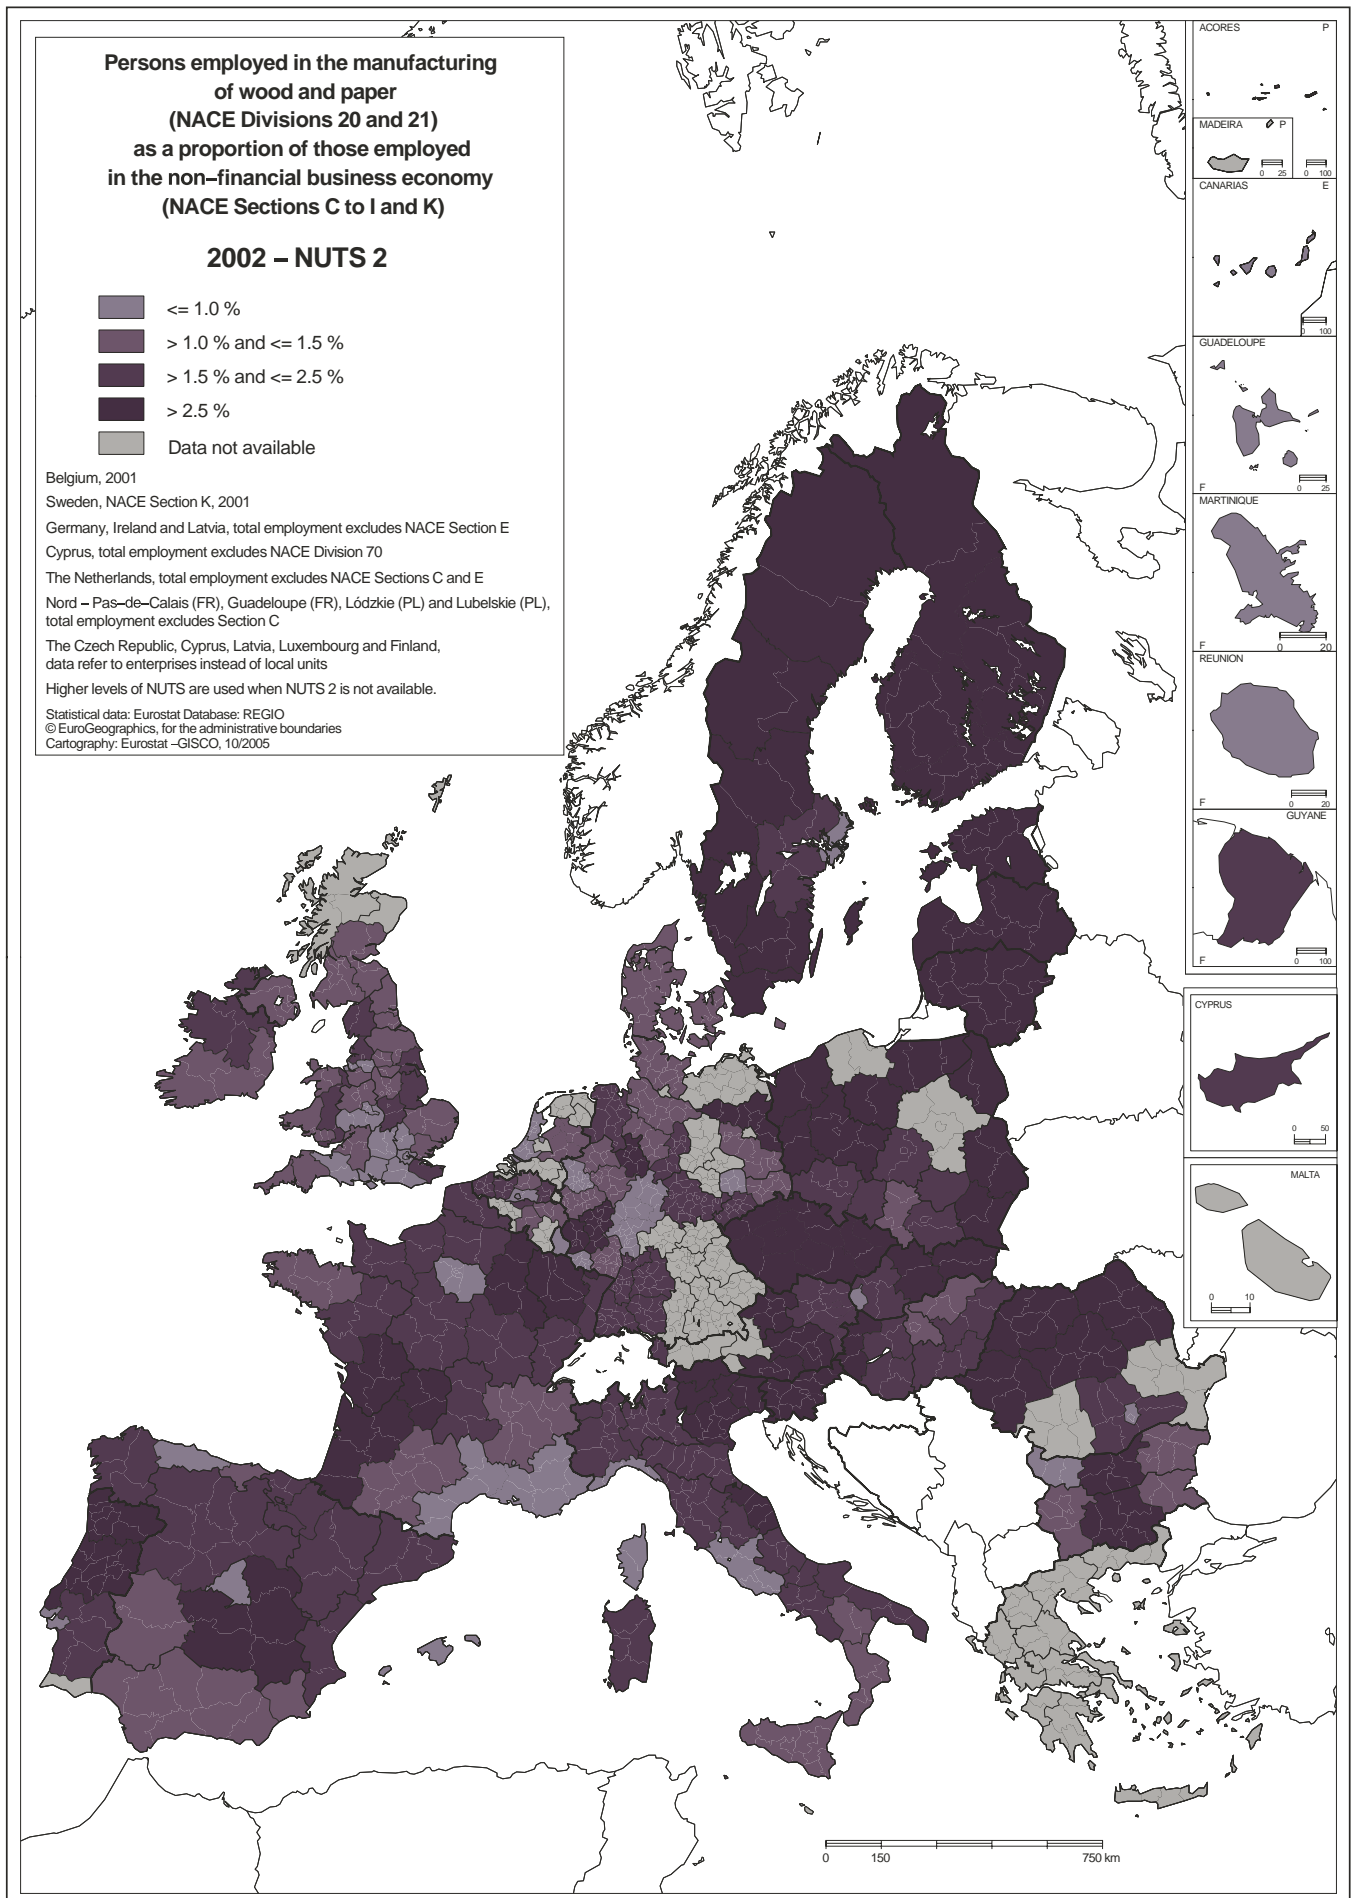 Persons employed in the manufacturing
of wood and paper
(NACE Divisions 20 and 21)
as a proportion of those employed
in the non–financial business economy
(NACE Sections C to I and K)
2002 – NUTS 2
<= 1.0 %
> 1.0 % and <= 1.5 %
> 1.5 % and <= 2.5 %
> 2.5 %
Data not available
Belgium, 2001
Sweden, NACE Section K, 2001
Germany, Ireland and Latvia, total employment excludes NACE Section E
Cyprus, total employment excludes NACE Division 70
The Netherlands, total employment excludes NACE Sections C and E
Nord – Pas–de–Calais (FR), Guadeloupe (FR), Lódzkie (PL) and Lubelskie (PL),
total employment excludes Section C
The Czech Republic, Cyprus, Latvia, Luxembourg and Finland,
data refer to enterprises instead of local units
Higher levels of NUTS are used when NUTS 2 is not available.
Statistical data: Eurostat Database: REGIO
© EuroGeographics, for the administrative boundaries
Cartography: Eurostat –GISCO, 10/2005
ACORES P
MADEIRA P
0 25 0 100
CANARIAS E
0 100
GUADELOUPE
F 0 25
MARTINIQUE
F 0 20
REUNION
F 0 20
GUYANE
F 0 100
CYPRUS
0 50
MALTA
0 10
0 150 750 km